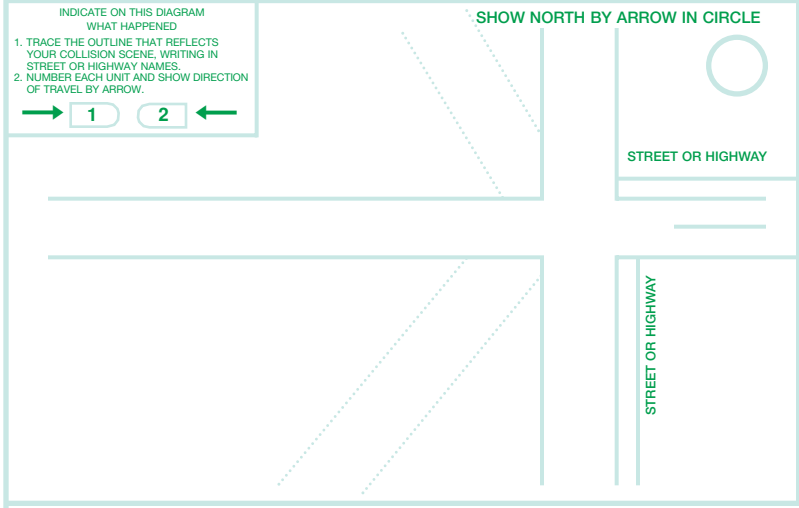 INDICATE ON THIS DIAGRAM
WHAT HAPPENED
1. TRACE THE OUTLINE THAT REFLECTS
YOUR COLLISION SCENE, WRITING IN
STREET OR HIGHWAY NAMES.
2. NUMBER EACH UNIT AND SHOW DIRECTION
OF TRAVEL BY ARROW.
1 2
SHOW NORTH BY ARROW IN CIRCLE
STREET OR HIGHWAY
STREET OR HIGHWAY